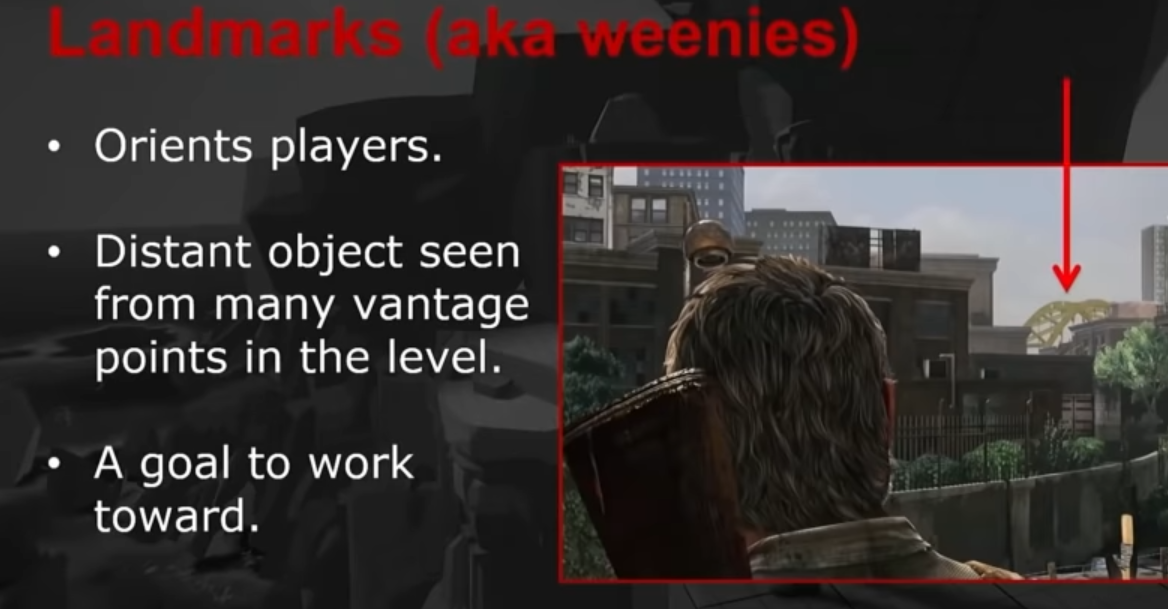 Landmarks (aka weenies)
• Orients players.
• Distant object seen
from many vantage
points in the level.
• A goal to work
toward.